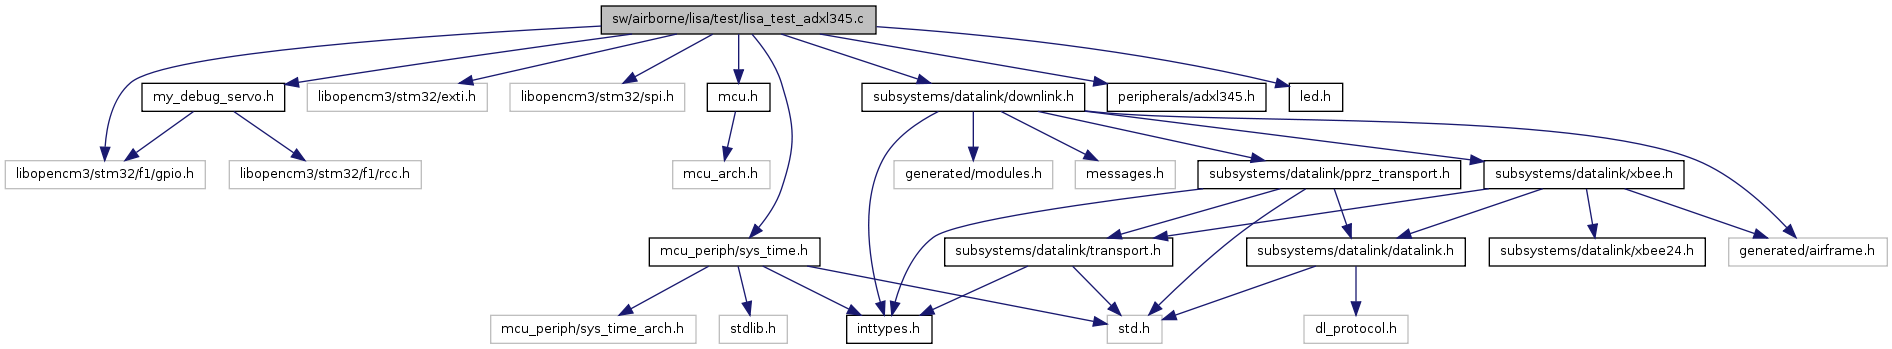 sw/airborne/lisa/test/lisa_test_adxl345.c
my_debug_servo.h
libopencm3/stm32/exti.h
libopencm3/stm32/spi.h
mcu.h
subsystems/datalink/downlink.h
peripherals/adxl345.h
led.h
libopencm3/stm32/f1/gpio.h
libopencm3/stm32/f1/rcc.h
mcu_arch.h
generated/modules.h
messages.h
subsystems/datalink/pprz_transport.h
subsystems/datalink/xbee.h
mcu_periph/sys_time.h
subsystems/datalink/transport.h
subsystems/datalink/datalink.h
subsystems/datalink/xbee24.h
generated/airframe.h
mcu_periph/sys_time_arch.h
stdlib.h
inttypes.h
std.h
dl_protocol.h